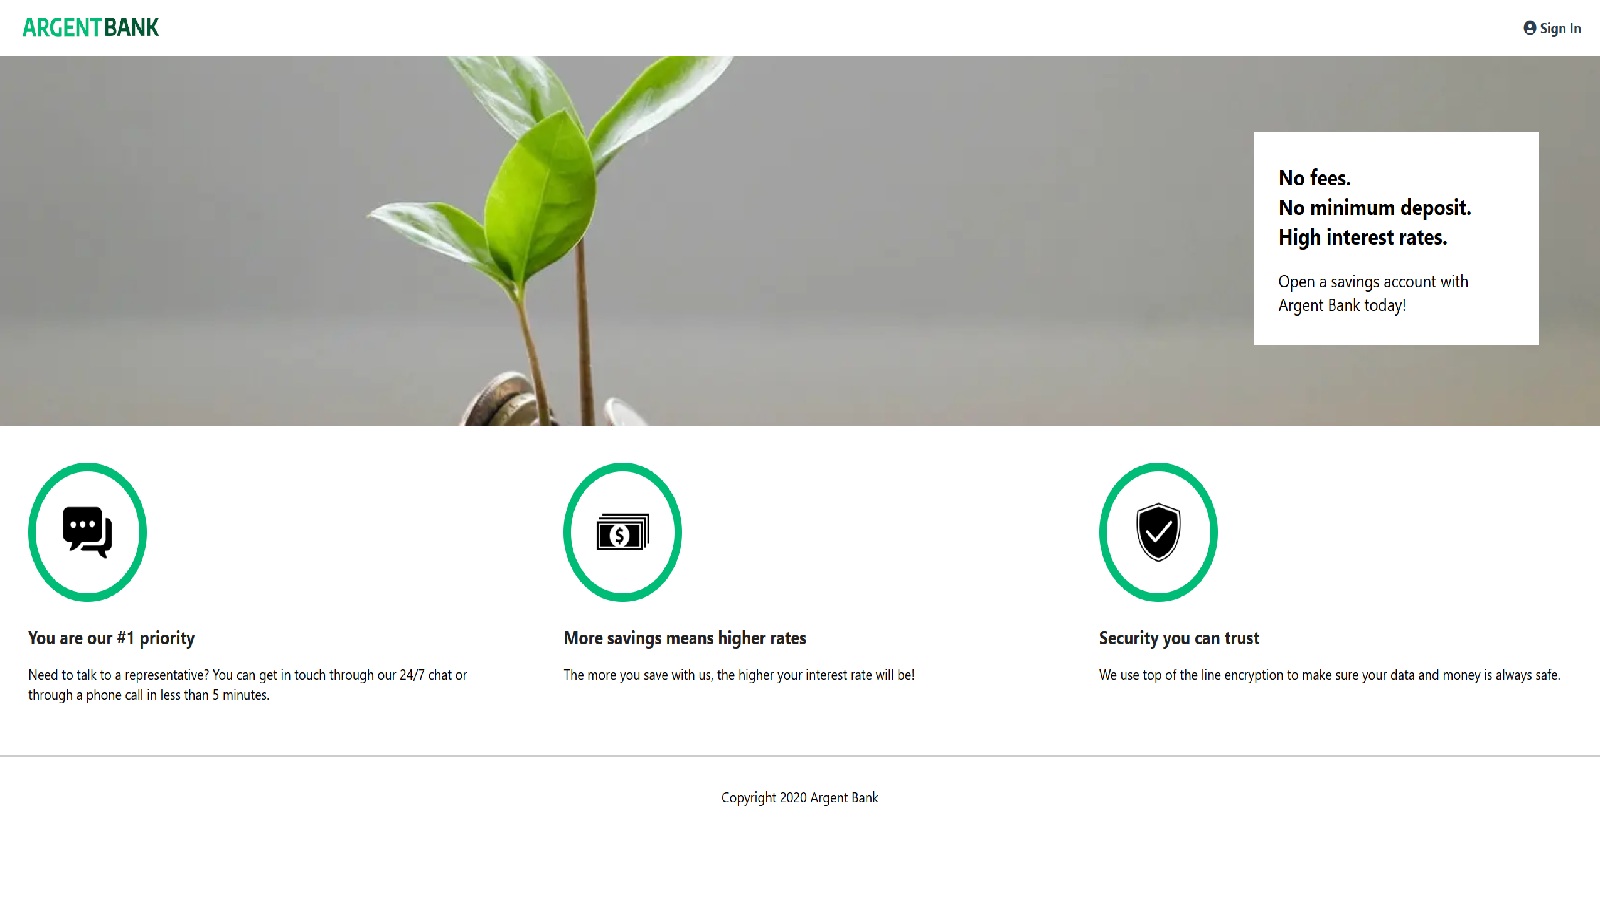 ARGENTBANK
Sign In
No fees.
No minimum deposit.
High interest rates.
Open a savings account with
Argent Bank today!
You are our #1 priority
Need to talk to a representative? You can get in touch through our 24/7 chat or
through a phone call in less than 5 minutes.
More savings means higher rates
The more you save with us, the higher your interest rate will be!
Security you can trust
We use top of the line encryption to make sure your data and money is always safe.
Copyright 2020 Argent Bank